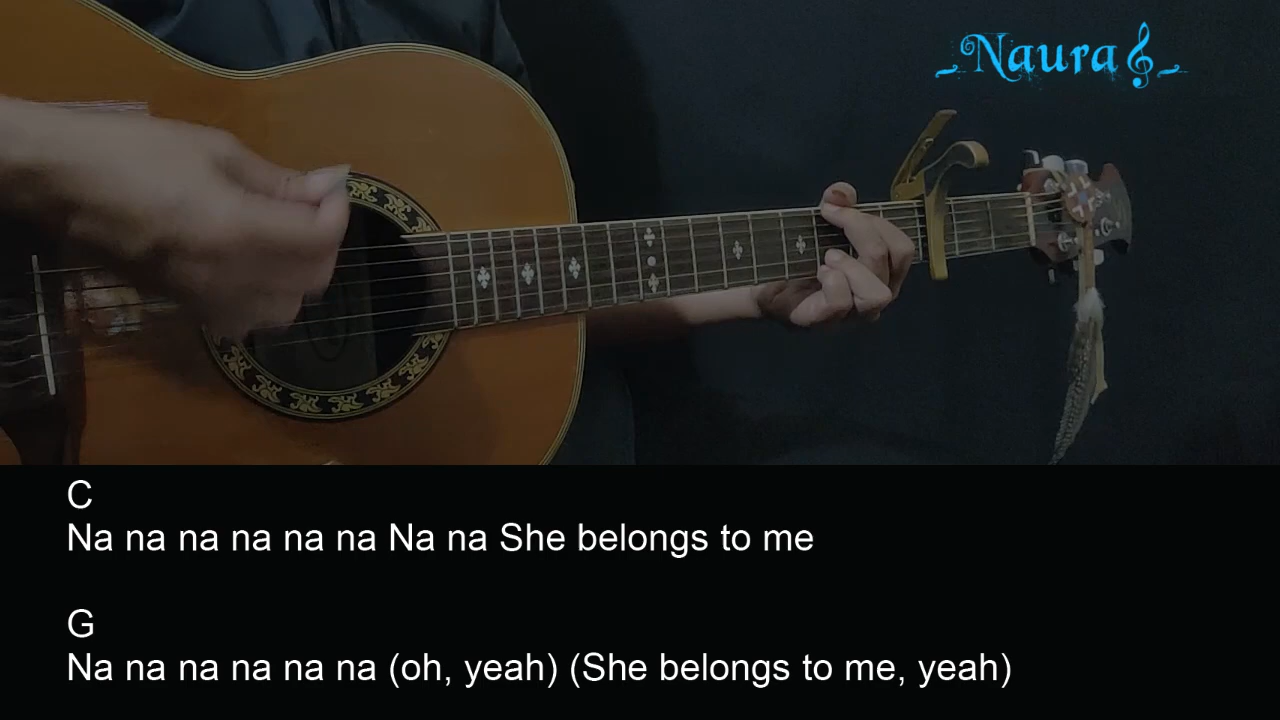 Naura
C
Na na na na na na Na na She belongs to me
G
Na na na na na na (oh, yeah) (She belongs to me, yeah)